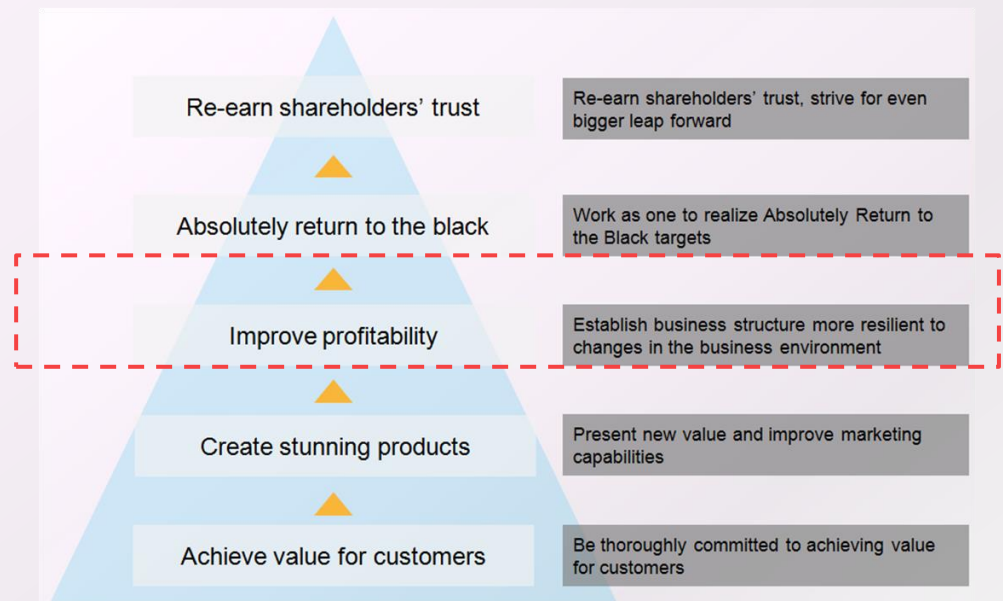 Re-earn shareholders’ trust
Re-earn shareholders’ trust, strive for even
bigger leap forward
Absolutely return to the black
Work as one to realize Absolutely Return to
the Black targets
Improve profitability
Establish business structure more resilient to
changes in the business environment
Create stunning products
Present new value and improve marketing
capabilities
Achieve value for customers
Be thoroughly committed to achieving value
for customers